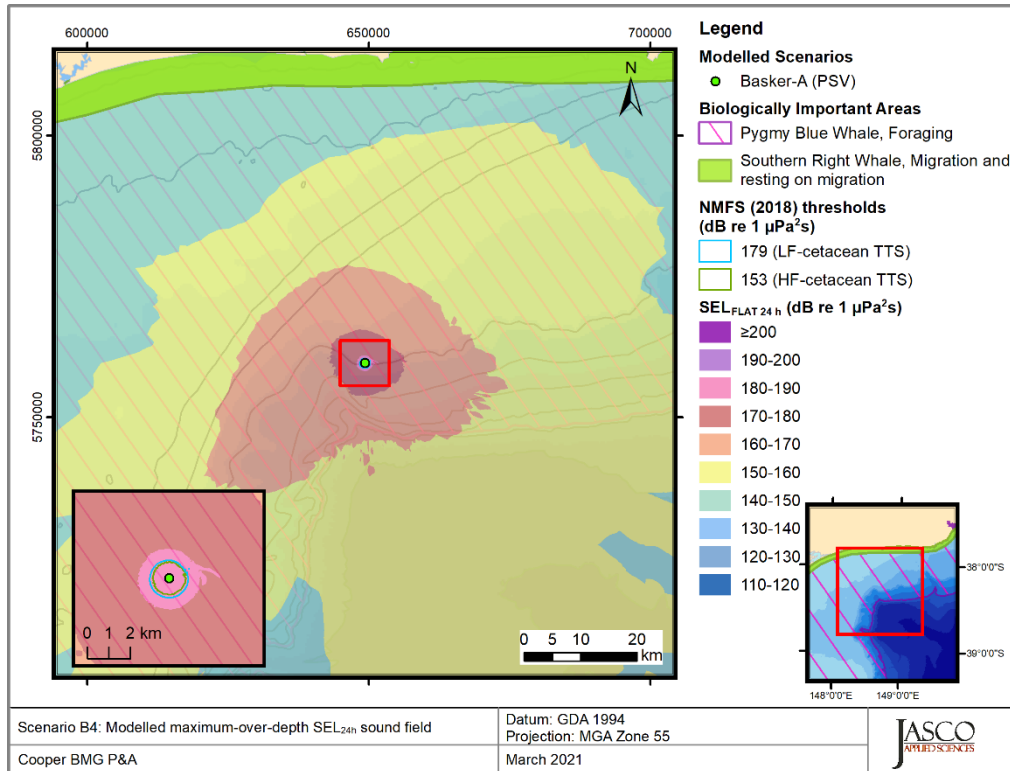 600000
650000
700000
5800000
5750000
N
0 1 2 km
0 5 10 20
km
Legend
Modelled Scenarios
Basker-A (PSV)
Biologically Important Areas
Pygmy Blue Whale, Foraging
Southern Right Whale, Migration and
resting on migration
NMFS (2018) thresholds
(dB re 1 µPa²s)
179 (LF-cetacean TTS)
153 (HF-cetacean TTS)
SEL_FLAT 24 h (dB re 1 µPa²s)
≥200
190-200
180-190
170-180
160-170
150-160
140-150
130-140
120-130
110-120
38°0'0"S
39°0'0"S
148°0'0"E
149°0'0"E
Scenario B4: Modelled maximum-over-depth SEL24h sound field
Datum: GDA 1994
Projection: MGA Zone 55
Cooper BMG P&A
March 2021
JASCO
APPLIED SCIENCES